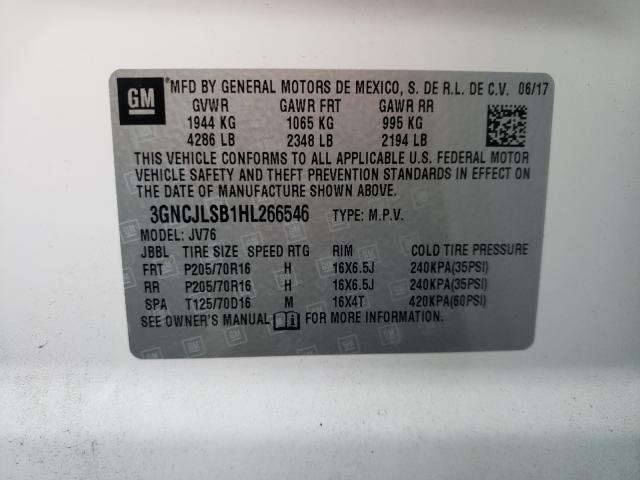 GM
MFD BY GENERAL MOTORS DE MEXICO, S. DE R.L. DE C.V. 06/17
GVWR GAWR FRT GAWR RR
1944 KG 1065 KG 995 KG
4286 LB 2348 LB 2194 LB
THIS VEHICLE CONFORMS TO ALL APPLICABLE U.S. FEDERAL MOTOR
VEHICLE SAFETY AND THEFT PREVENTION STANDARDS IN EFFECT ON
THE DATE OF MANUFACTURE SHOWN ABOVE.
3GNCJLSB1HL266546 TYPE: M.P.V.
MODEL: JV76
JBBL TIRE SIZE SPEED RTG RIM COLD TIRE PRESSURE
FRT P205/70R16 H 16X6.5J 240KPA(35PSI)
RR P205/70R16 H 16X6.5J 240KPA(35PSI)
SPA T125/70D16 M 16X4T 420KPA(60PSI)
SEE OWNER'S MANUAL FOR MORE INFORMATION.